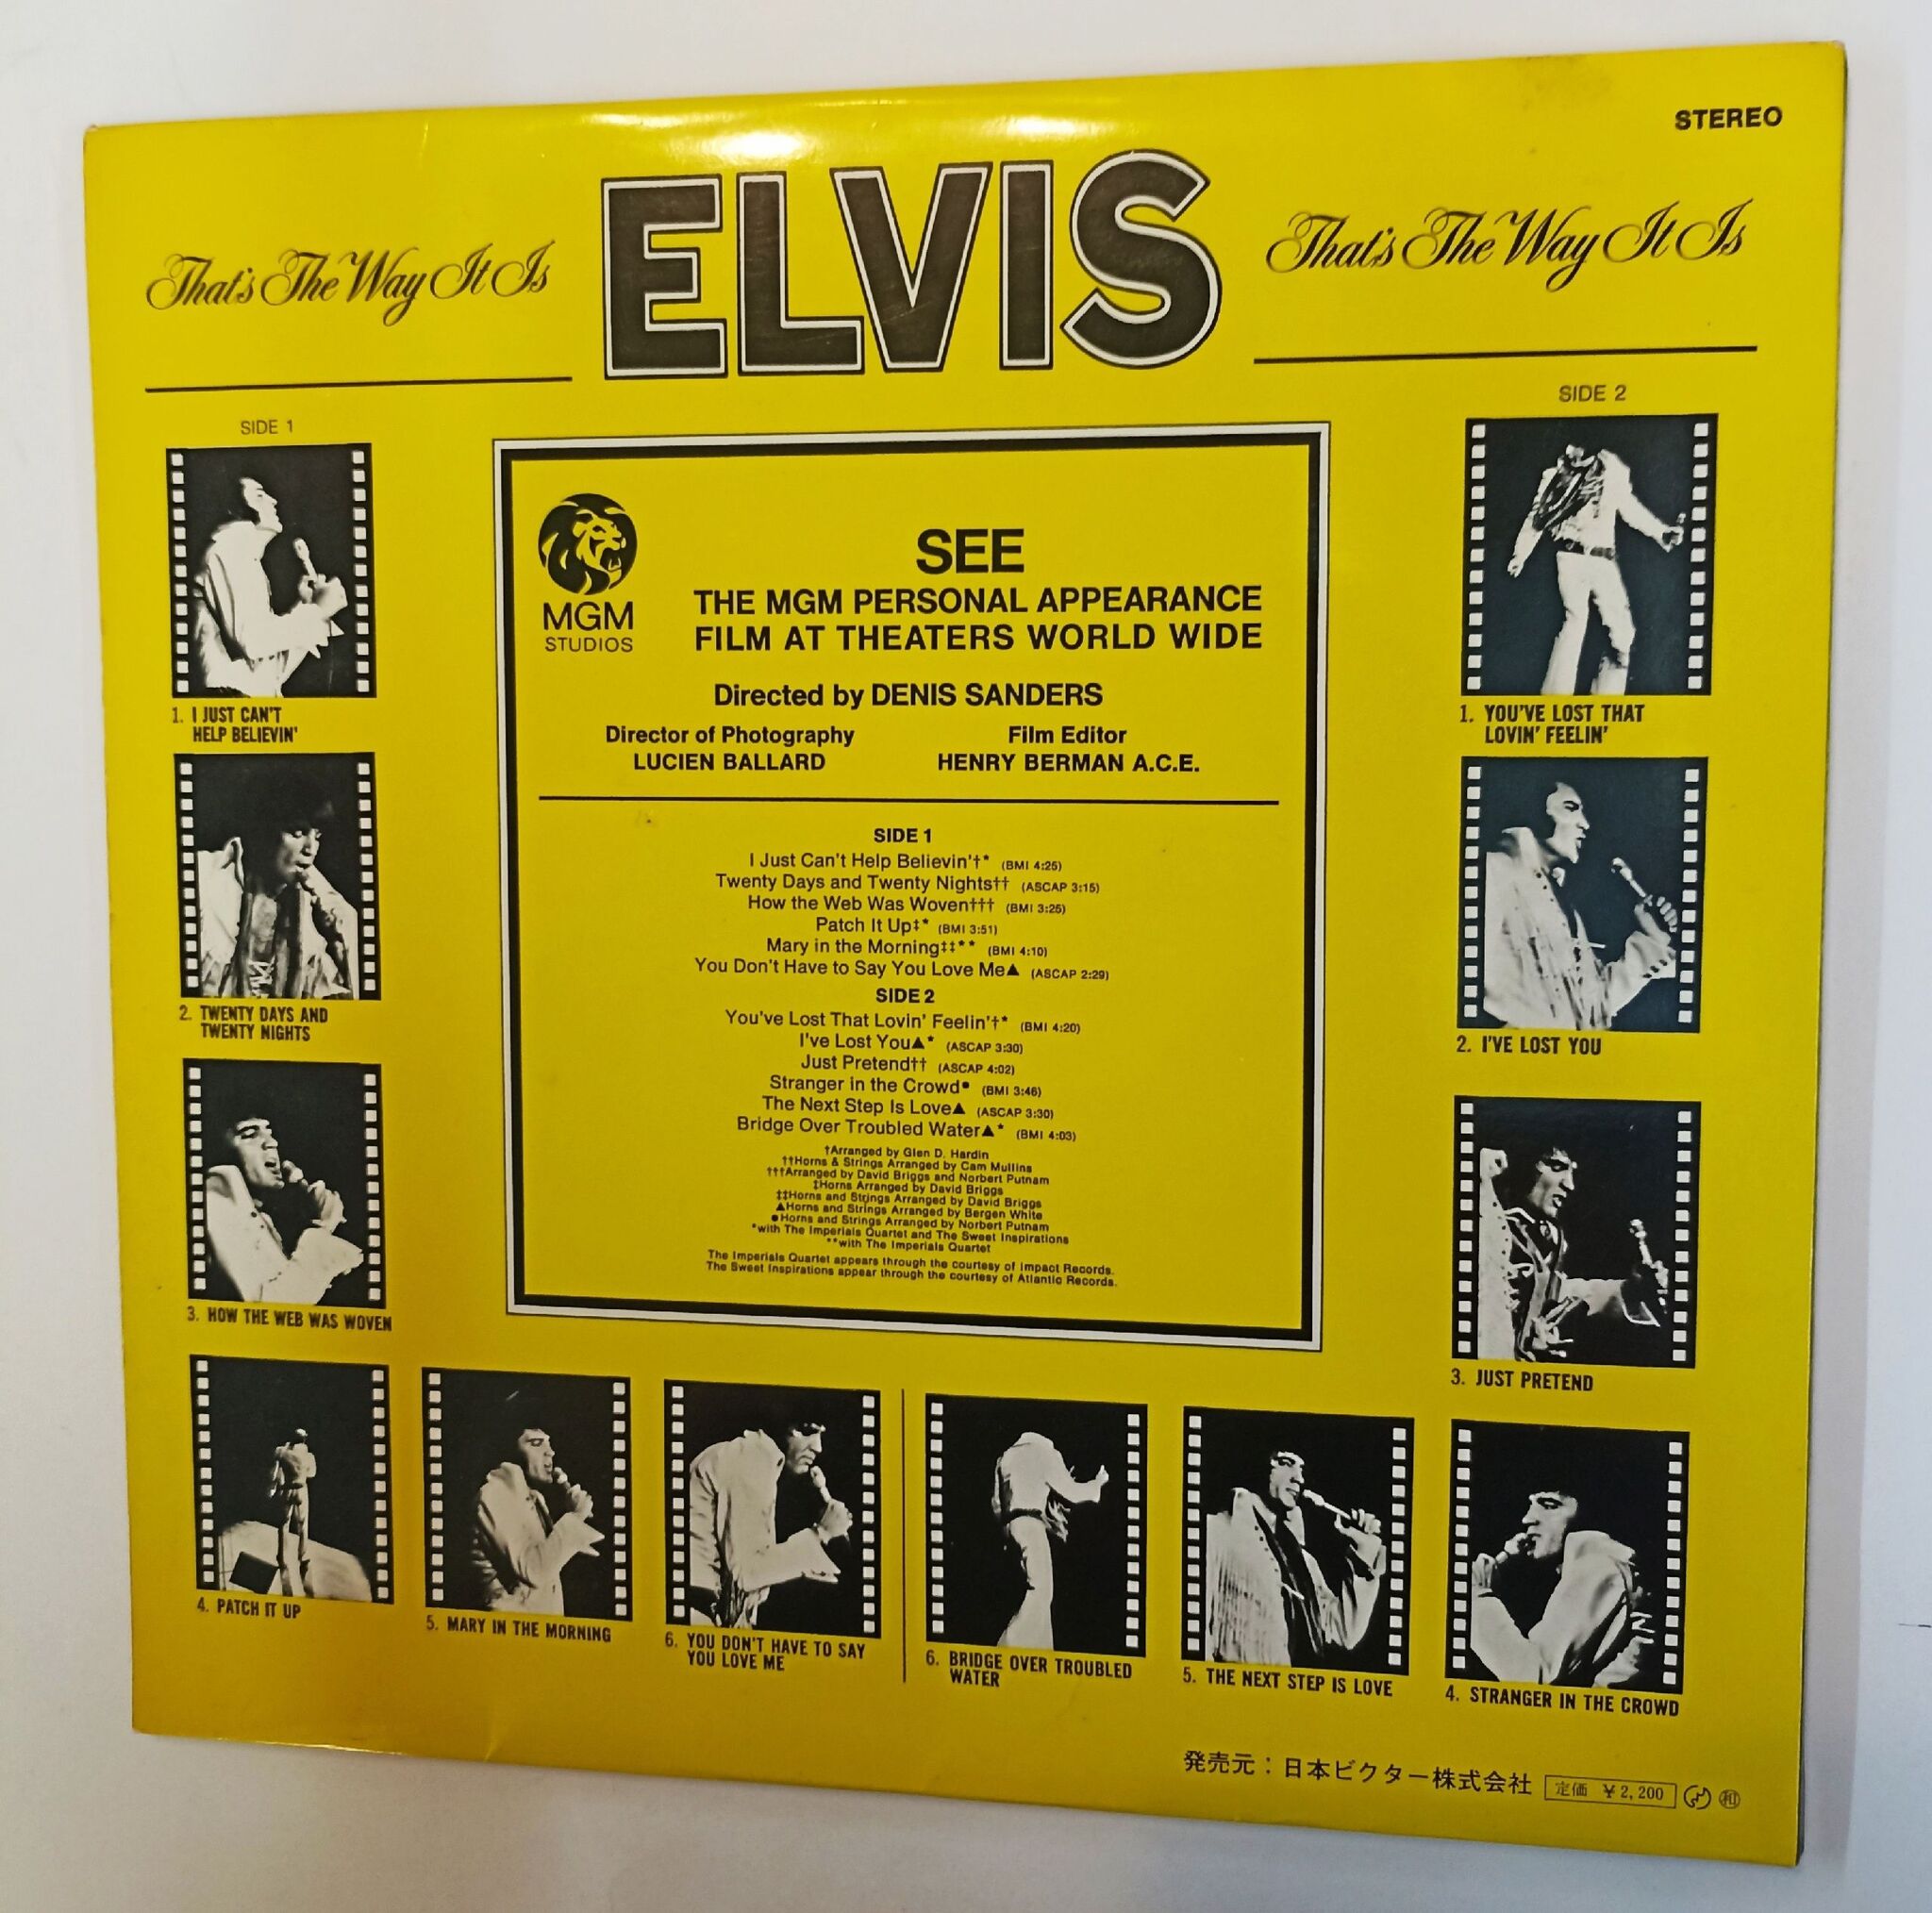 STEREO
That's The Way It Is
ELVIS
That's The Way It Is
SIDE 1
1. I JUST CAN'T
HELP BELIEVIN'
2. TWENTY DAYS AND
TWENTY NIGHTS
3. HOW THE WEB WAS WOVEN
4. PATCH IT UP
5. MARY IN THE MORNING
6. YOU DON'T HAVE TO SAY
YOU LOVE ME
MGM
STUDIOS
SEE
THE MGM PERSONAL APPEARANCE
FILM AT THEATERS WORLD WIDE
Directed by DENIS SANDERS
Director of Photography
LUCIEN BALLARD
Film Editor
HENRY BERMAN A.C.E.
SIDE 1
I Just Can't Help Believin'†* (BMI 4:25)
Twenty Days and Twenty Nights†† (ASCAP 3:15)
How the Web Was Woven††† (BMI 3:25)
Patch It Up‡* (BMI 3:51)
Mary in the Morning‡‡** (BMI 4:10)
You Don't Have to Say You Love Me▲ (ASCAP 2:29)
SIDE 2
You've Lost That Lovin' Feelin'†* (BMI 4:20)
I've Lost You▲* (ASCAP 3:30)
Just Pretend†† (ASCAP 4:02)
Stranger in the Crowd● (BMI 3:46)
The Next Step Is Love▲ (ASCAP 3:30)
Bridge Over Troubled Water▲* (BMI 4:03)
†Arranged by Glen D. Hardin
††Horns & Strings Arranged by Cam Mullins
†††Arranged by David Briggs and Norbert Putnam
‡Horns Arranged by David Briggs
‡‡Horns and Strings Arranged by David Briggs
▲Horns and Strings Arranged by Bergen White
●Horns and Strings Arranged by Norbert Putnam
*with The Imperials Quartet and The Sweet Inspirations
**with The Imperials Quartet
The Imperials Quartet appears through the courtesy of Impact Records.
The Sweet Inspirations appear through the courtesy of Atlantic Records.
SIDE 2
1. YOU'VE LOST THAT
LOVIN' FEELIN'
2. I'VE LOST YOU
3. JUST PRETEND
4. STRANGER IN THE CROWD
5. THE NEXT STEP IS LOVE
6. BRIDGE OVER TROUBLED
WATER
発売元：日本ビクター株式会社 定価 ￥2,200 ㊞